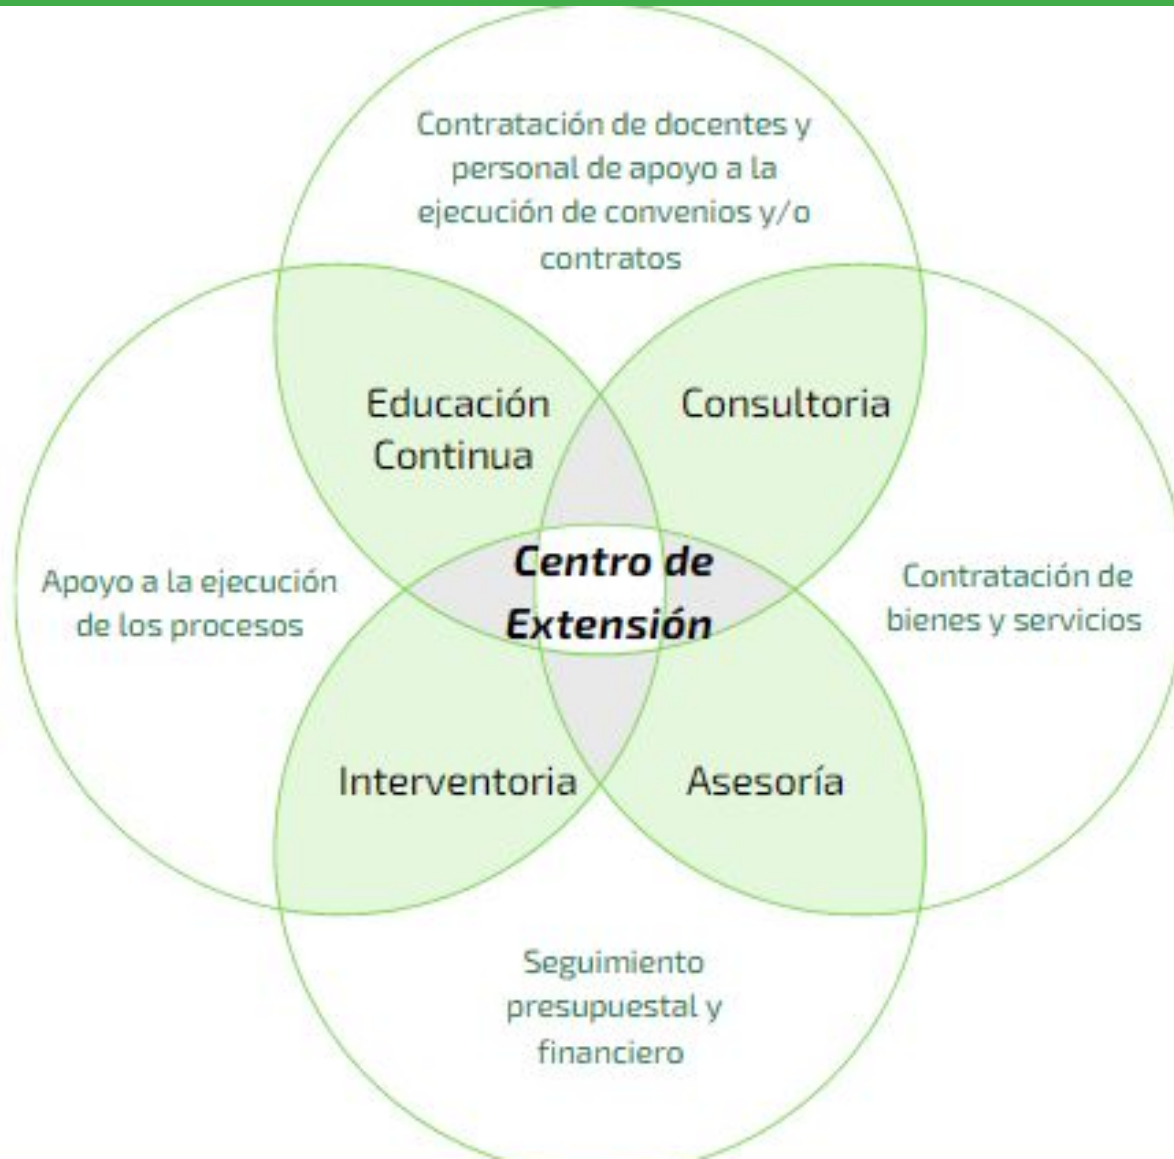 Contratación de docentes y
personal de apoyo a la
ejecución de convenios y/o
contratos
Educación
Continua
Consultoria
Centro de
Extensión
Apoyo a la ejecución
de los procesos
Contratación de
bienes y servicios
Interventoria
Asesoría
Seguimiento
presupuestal y
financiero